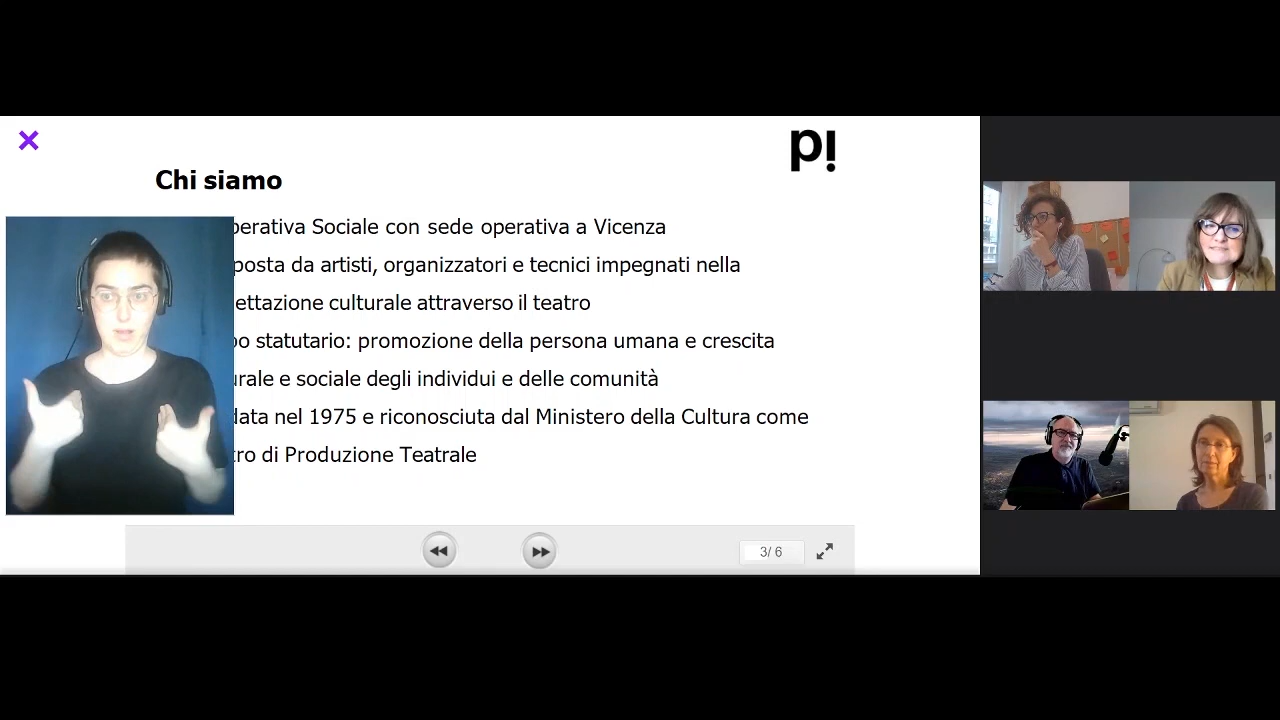 p!
Chi siamo
perativa Sociale con sede operativa a Vicenza
posta da artisti, organizzatori e tecnici impegnati nella
ettazione culturale attraverso il teatro
po statutario: promozione della persona umana e crescita
urale e sociale degli individui e delle comunità
data nel 1975 e riconosciuta dal Ministero della Cultura come
tro di Produzione Teatrale
3/ 6